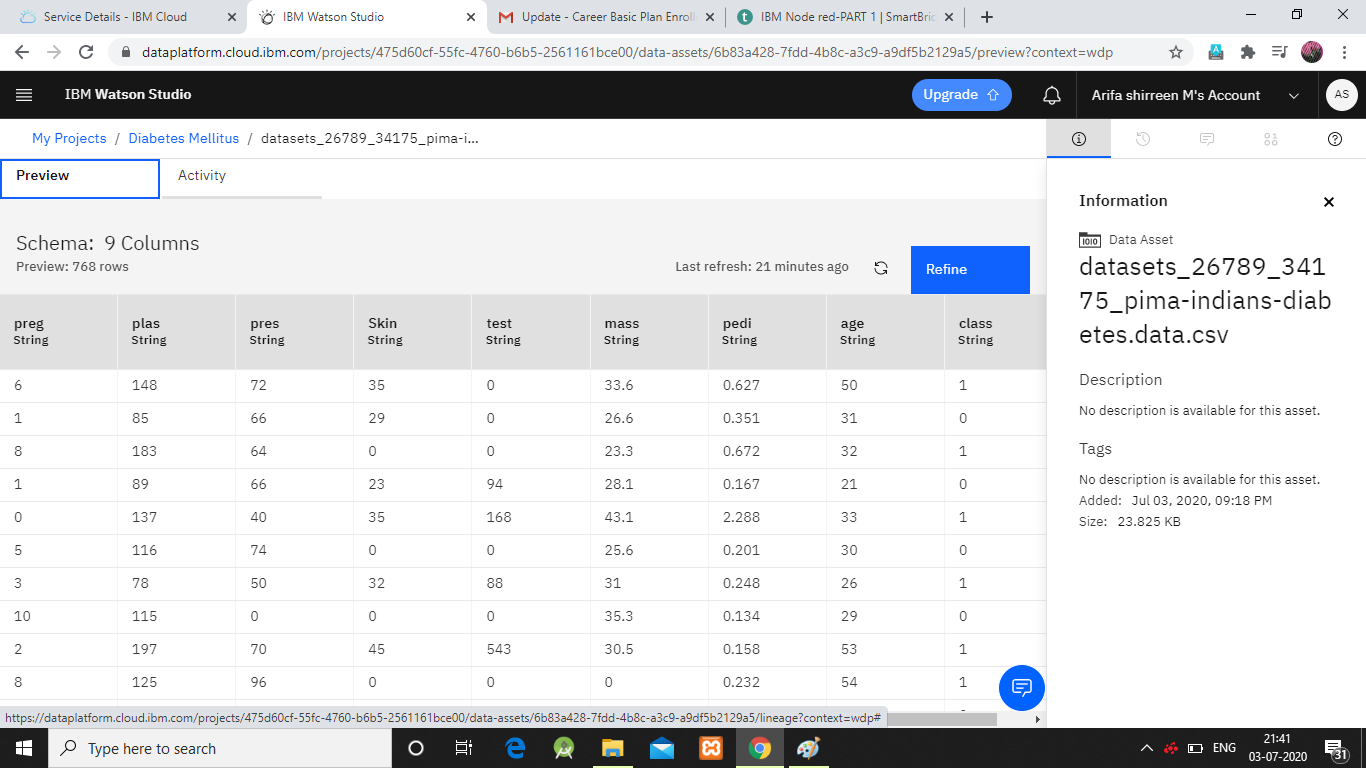 Service Details - IBM Cloud
IBM Watson Studio
Update - Career Basic Plan Enroll
IBM Node red-PART 1 | SmartBric
dataplatform.cloud.ibm.com/projects/475d60cf-55fc-4760-b6b5-2561161bce00/data-assets/6b83a428-7fdd-4b8c-a3c9-a9df5b2129a5/preview?context=wdp
IBM Watson Studio
Upgrade
Arifa shirreen M's Account
AS
My Projects / Diabetes Mellitus / datasets_26789_34175_pima-i...
Preview
Activity
Schema: 9 Columns
Preview: 768 rows
Last refresh: 21 minutes ago
Refine
preg plas pres Skin test mass pedi age class
String String String String String String String String String
6 148 72 35 0 33.6 0.627 50 1
1 85 66 29 0 26.6 0.351 31 0
8 183 64 0 0 23.3 0.672 32 1
1 89 66 23 94 28.1 0.167 21 0
0 137 40 35 168 43.1 2.288 33 1
5 116 74 0 0 25.6 0.201 30 0
3 78 50 32 88 31 0.248 26 1
10 115 0 0 0 35.3 0.134 29 0
2 197 70 45 543 30.5 0.158 53 1
8 125 96 0 0 0 0.232 54 1
https://dataplatform.cloud.ibm.com/projects/475d60cf-55fc-4760-b6b5-2561161bce00/data-assets/6b83a428-7fdd-4b8c-a3c9-a9df5b2129a5/lineage?context=wdp#
Information
Data Asset
datasets_26789_341
75_pima-indians-diab
etes.data.csv
Description
No description is available for this asset.
Tags
No description is available for this asset.
Added: Jul 03, 2020, 09:18 PM
Size: 23.825 KB
Type here to search
ENG
21:41
03-07-2020
31